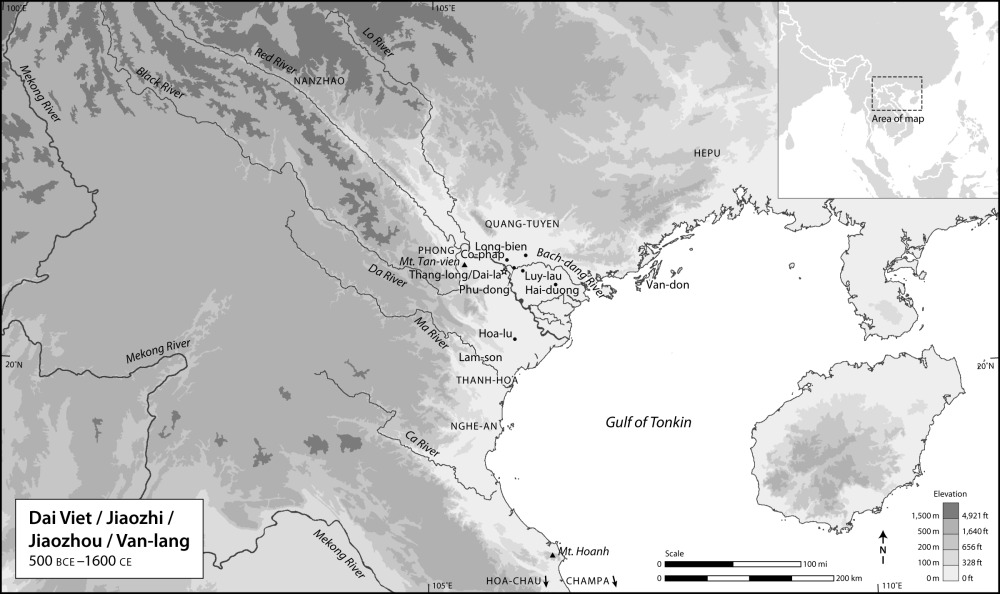 100˚E
105˚E
Lo River
Red River
NANZHAO
Black River
Mekong River
Area of map
HEPU
QUANG-TUYEN
PHONG
Long-bien
Co-phap
Bach-dang River
Mt. Tan-vien
Thang-long/Dai-la
Luy-lau
Da River
Phu-dong
Hai-duong
Van-don
Ma River
Hoa-lu
Mekong River
Lam-son
20˚N
20˚N
THANH-HOA
Gulf of Tonkin
NGHE-AN
Ca River
Dai Viet / Jiaozhi /
Jiaozhou / Van-lang
500 BCE–1600 CE
Mekong River
Mt. Hoanh
HOA-CHAU
CHAMPA
105˚E
Scale
0 100 mi
0 200 km
N
110˚E
Elevation
1,500 m 4,921 ft
500 m 1,640 ft
200 m 656 ft
100 m 328 ft
0 m 0 ft